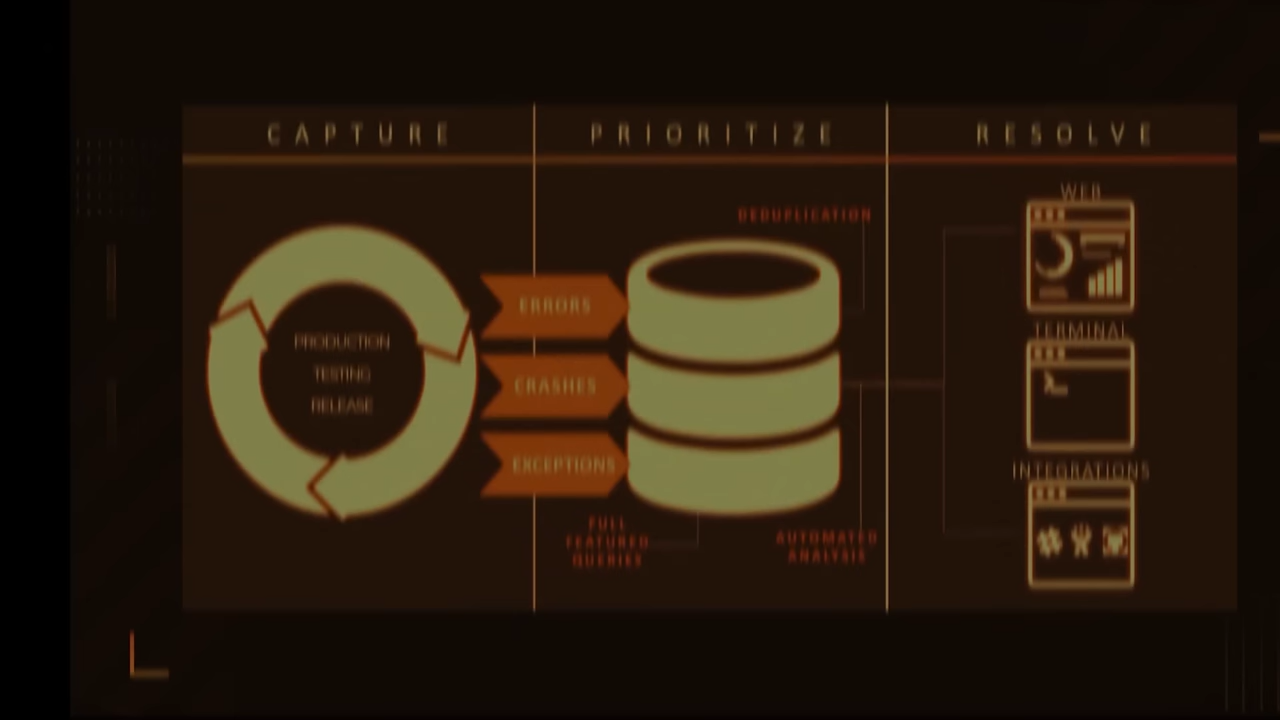 CAPTURE
PRIORITIZE
RESOLVE
PRODUCTION
TESTING
RELEASE
ERRORS
CRASHES
EXCEPTIONS
DEDUPLICATION
FULL
FEATURED
QUERIES
AUTOMATED
ANALYSIS
WEB
TERMINAL
INTEGRATIONS